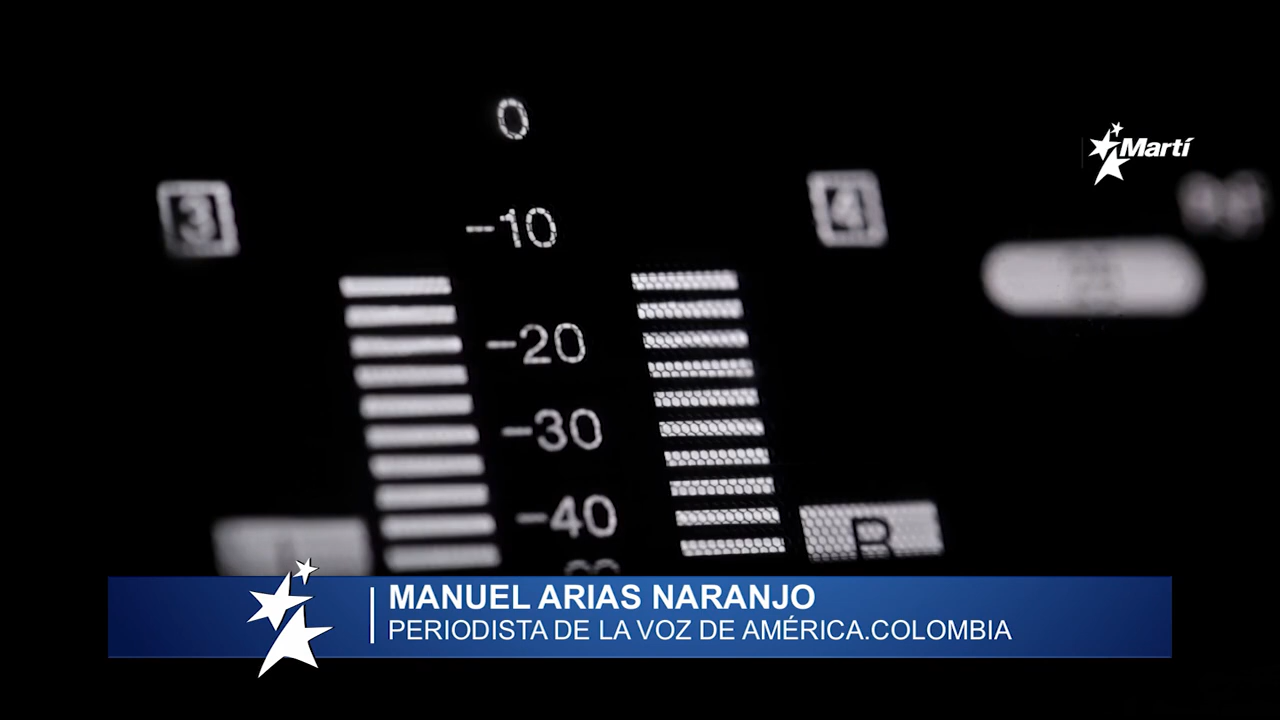 0
3
4
Martí
-10
-20
-30
-40
R
MANUEL ARIAS NARANJO
PERIODISTA DE LA VOZ DE AMÉRICA.COLOMBIA